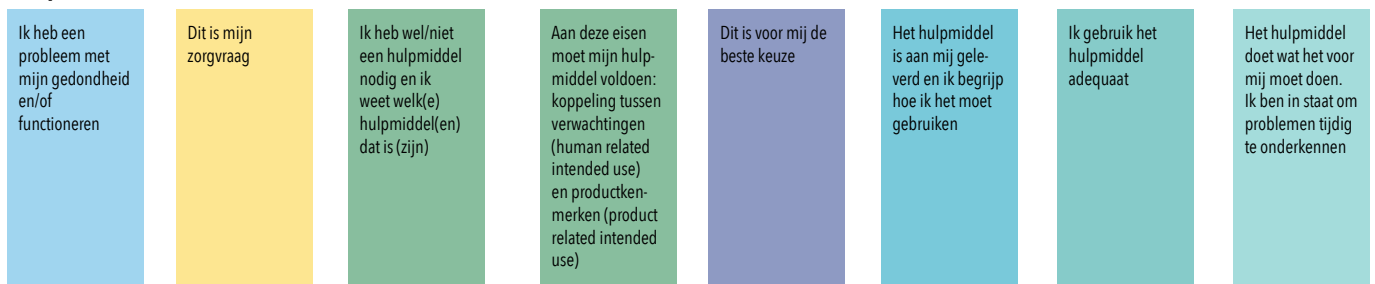 Ik heb een
probleem met
mijn gedondheid
en/of
functioneren
Dit is mijn
zorgvraag
Ik heb wel/niet
een hulpmiddel
nodig en ik
weet welk(e)
hulpmiddel(en)
dat is (zijn)
Aan deze eisen
moet mijn hulp-
middel voldoen:
koppeling tussen
verwachtingen
(human related
intended use)
en productken-
merken (product
related intended
use)
Dit is voor mij de
beste keuze
Het hulpmiddel
is aan mij gele-
verd en ik begrijp
hoe ik het moet
gebruiken
Ik gebruik het
hulpmiddel
adequaat
Het hulpmiddel
doet wat het voor
mij moet doen.
Ik ben in staat om
problemen tijdig
te onderkennen